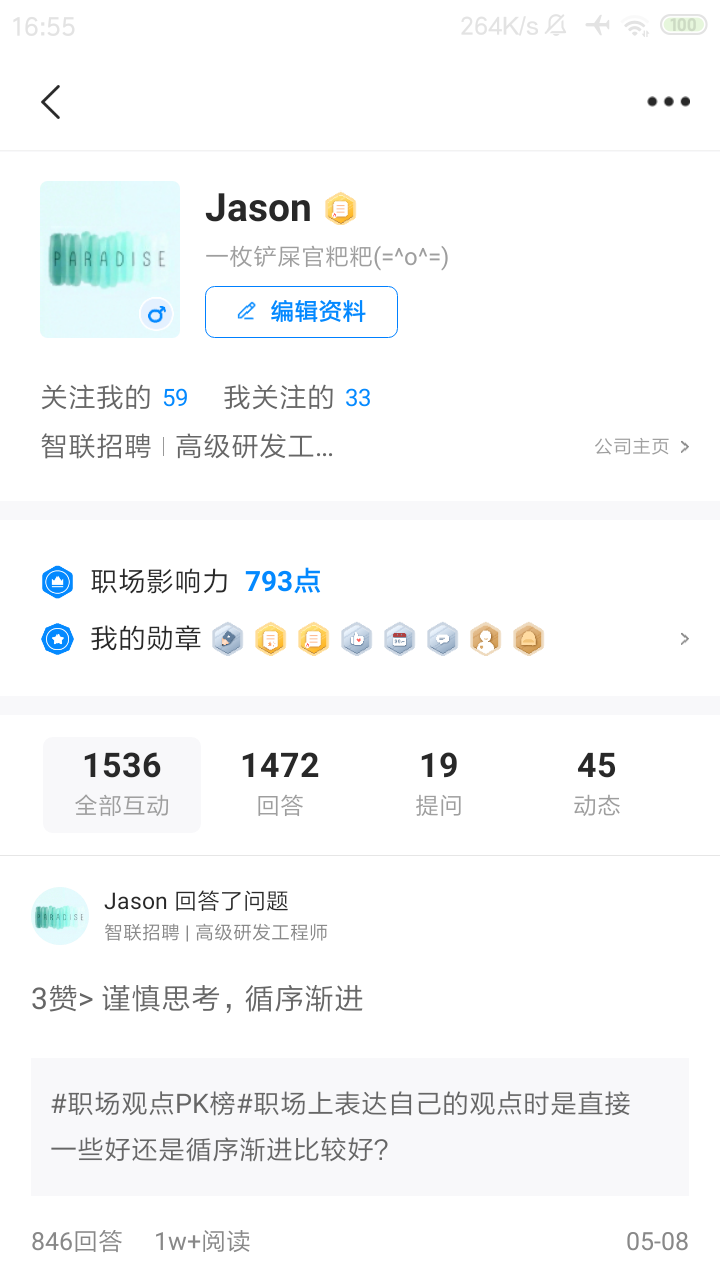 16:55
264K/s
100
PARADISE
Jason
一枚铲屎官粑粑(=^o^=)
编辑资料
关注我的 59 我关注的 33
智联招聘 | 高级研发工...
公司主页
职场影响力 793点
我的勋章
1536 1472 19 45
全部互动 回答 提问 动态
PARADISE
Jason 回答了问题
智联招聘 | 高级研发工程师
3赞> 谨慎思考，循序渐进
#职场观点PK榜#职场上表达自己的观点时是直接
一些好还是循序渐进比较好?
846回答 1w+阅读 05-08